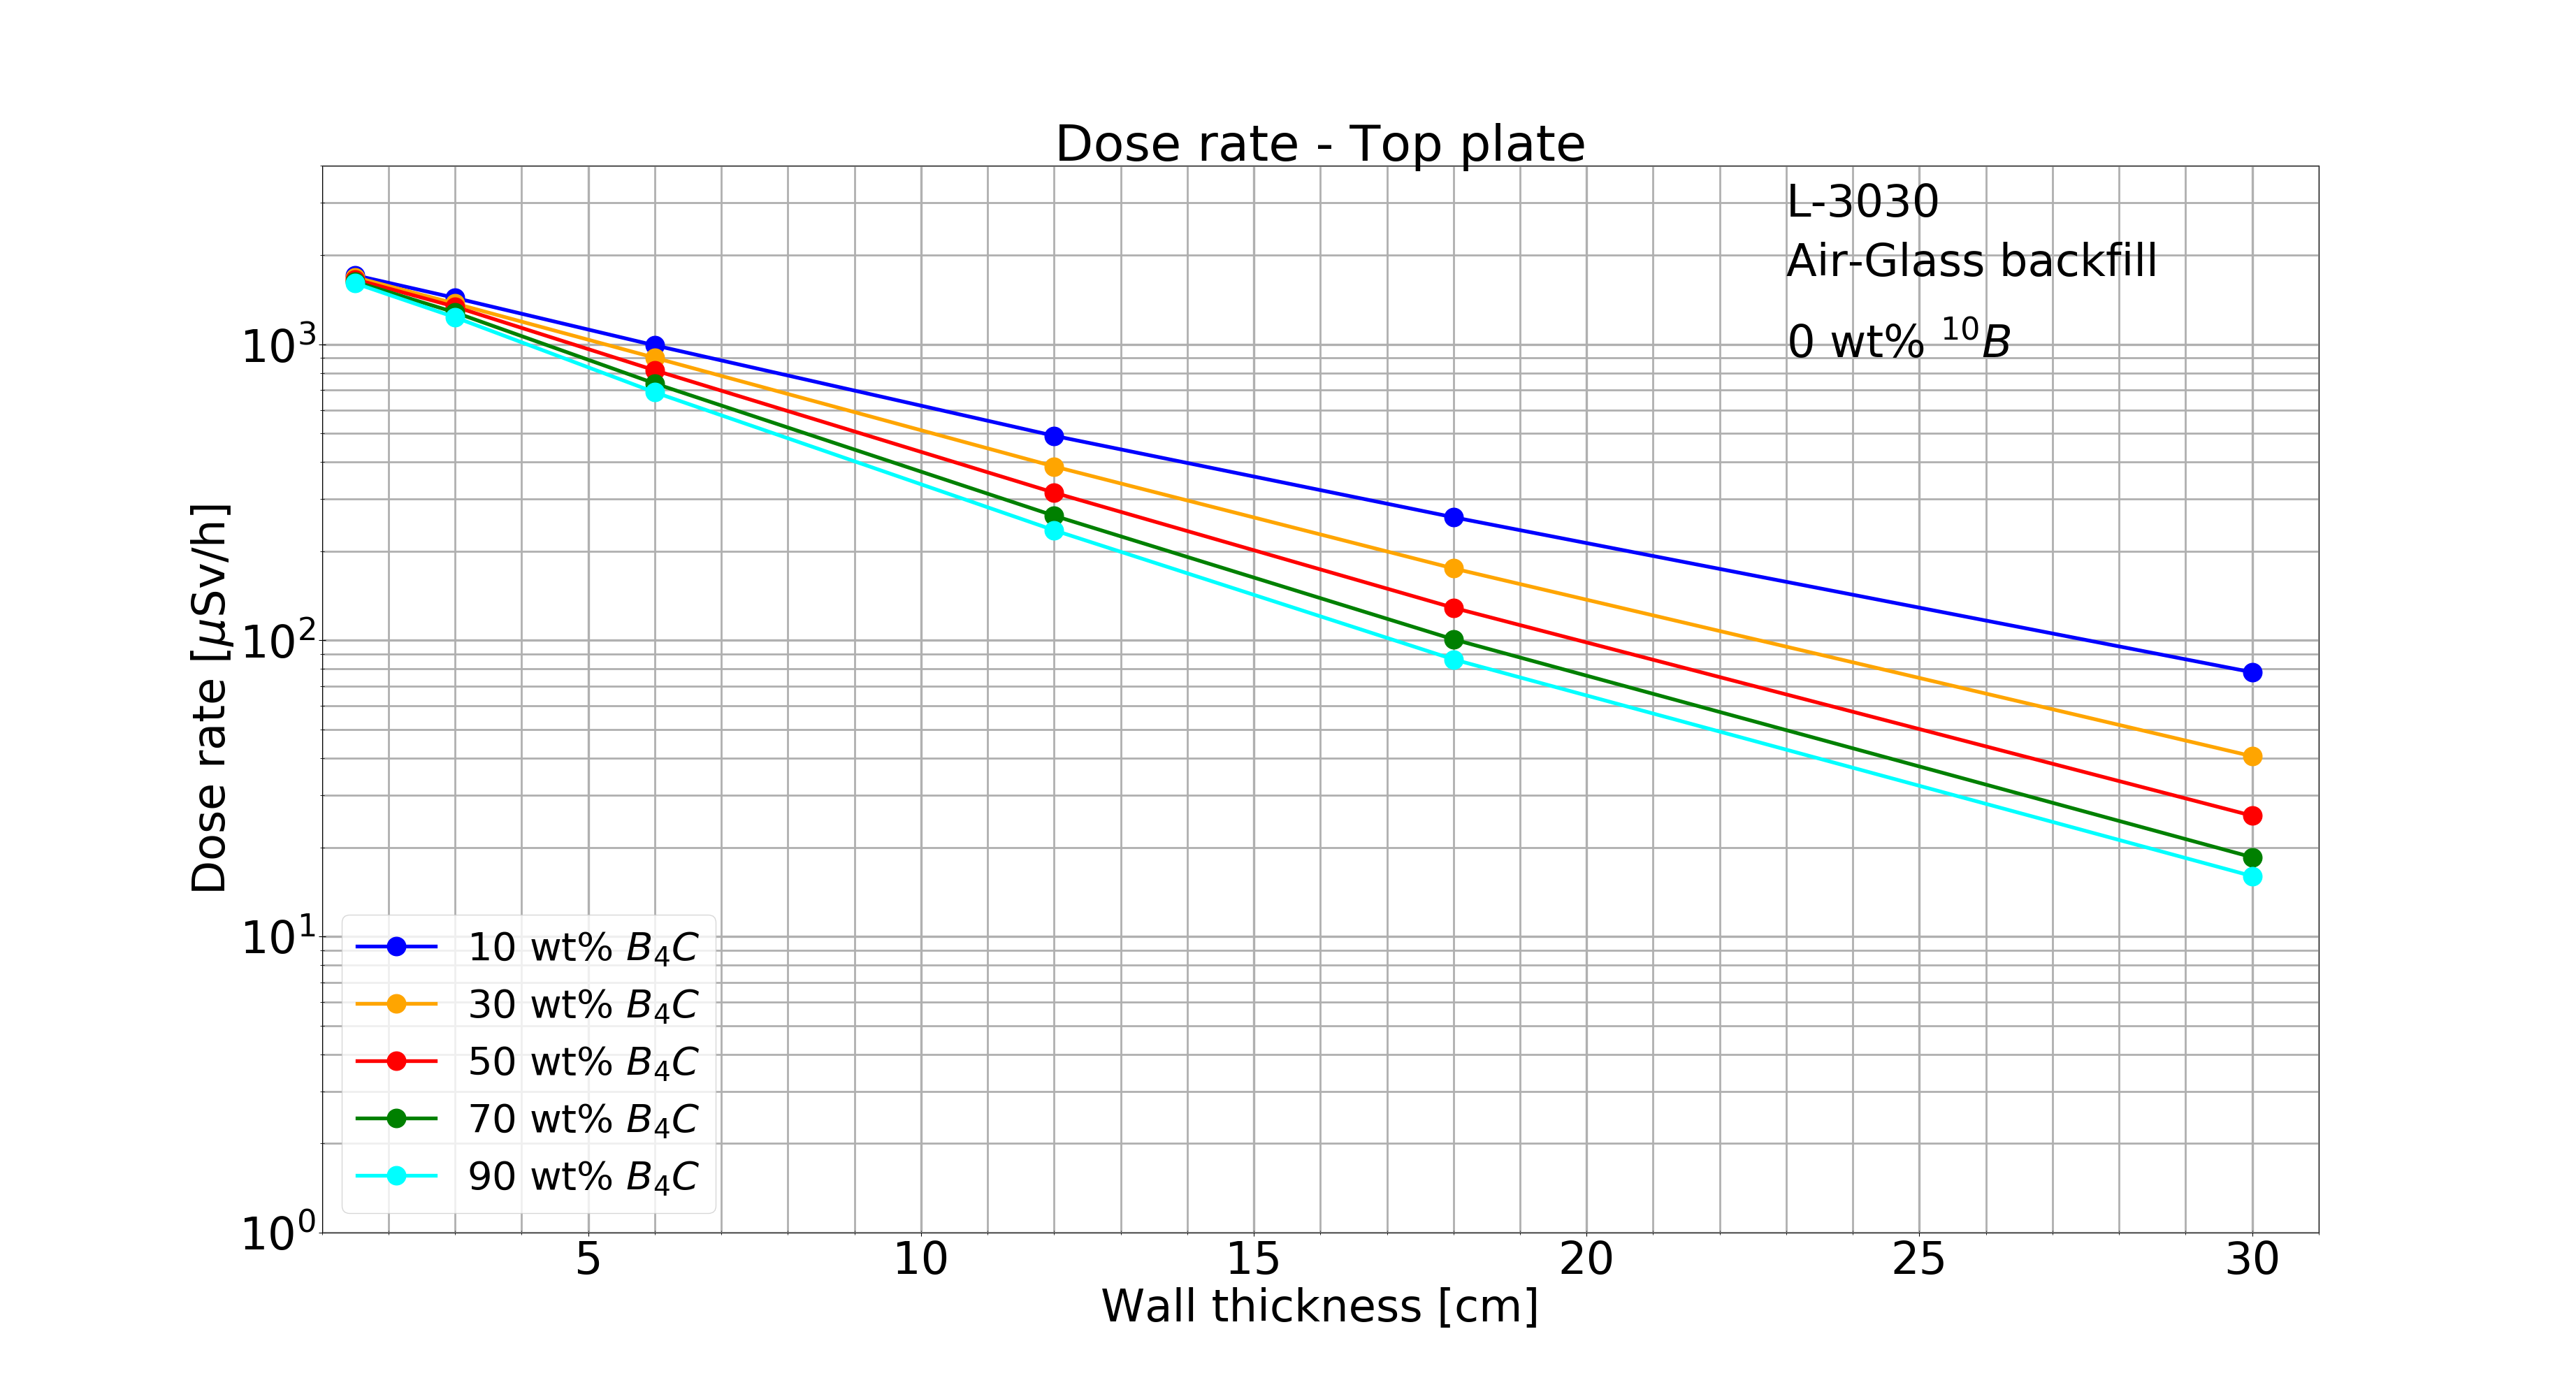 Dose rate - Top plate
L-3030
Air-Glass backfill
0 wt% ¹⁰B
Dose rate [μSv/h]
10³
10²
10¹
10⁰
10 wt% B₄C
30 wt% B₄C
50 wt% B₄C
70 wt% B₄C
90 wt% B₄C
5 10 15 20 25 30
Wall thickness [cm]